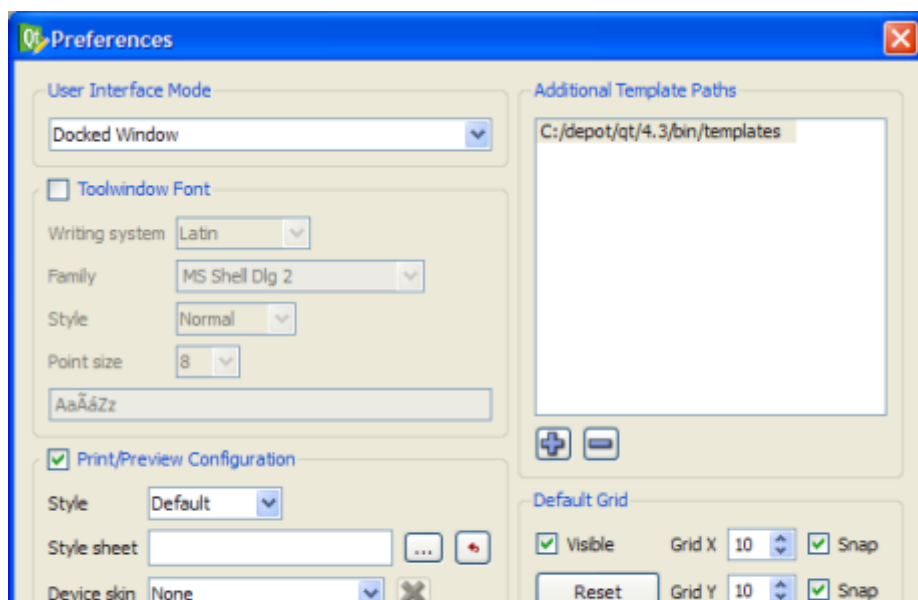 Preferences
User Interface Mode
Docked Window
Toolwindow Font
Writing system Latin
Family MS Shell Dlg 2
Style Normal
Point size 8
AaÃáZz
Print/Preview Configuration
Style Default
Style sheet ...
Device skin None
Additional Template Paths
C:/depot/qt/4.3/bin/templates
Default Grid
Visible Grid X 10 Snap
Reset Grid Y 10 Snap